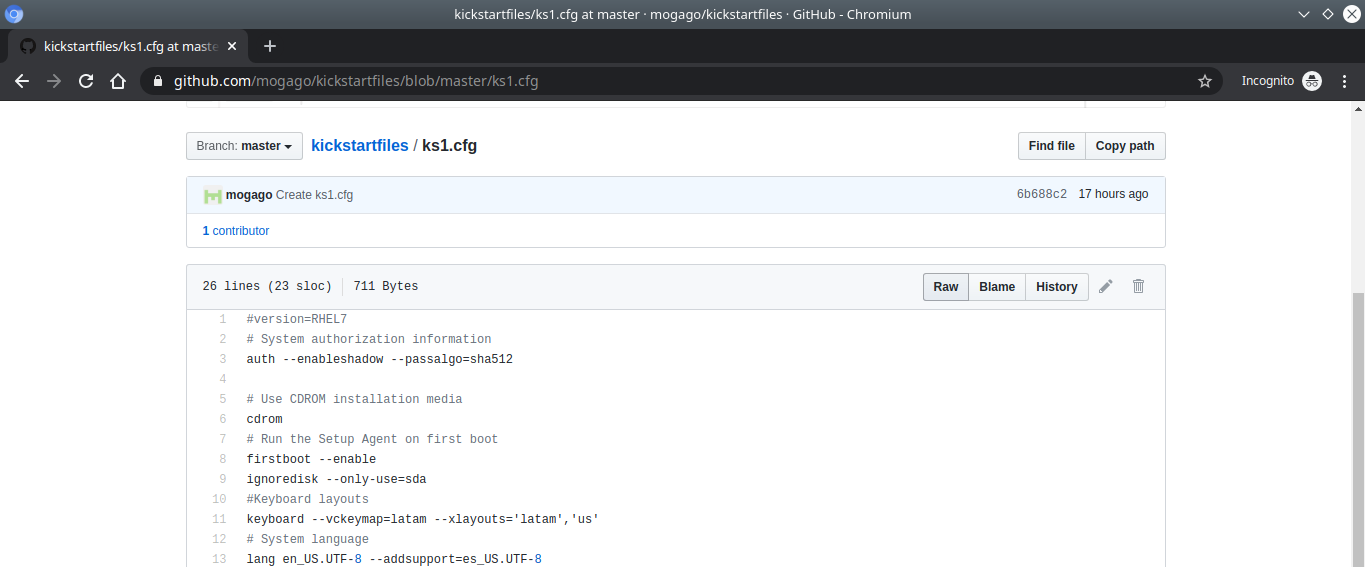 kickstartfiles/ks1.cfg at master · mogago/kickstartfiles · GitHub - Chromium
kickstartfiles/ks1.cfg at maste
github.com/mogago/kickstartfiles/blob/master/ks1.cfg
Incognito
Branch: master
kickstartfiles / ks1.cfg
Find file
Copy path
mogago Create ks1.cfg
6b688c2 17 hours ago
1 contributor
26 lines (23 sloc) 711 Bytes
Raw
Blame
History
1 #version=RHEL7
2 # System authorization information
3 auth --enableshadow --passalgo=sha512
4
5 # Use CDROM installation media
6 cdrom
7 # Run the Setup Agent on first boot
8 firstboot --enable
9 ignoredisk --only-use=sda
10 #Keyboard layouts
11 keyboard --vckeymap=latam --xlayouts='latam','us'
12 # System language
13 lang en_US.UTF-8 --addsupport=es_US.UTF-8